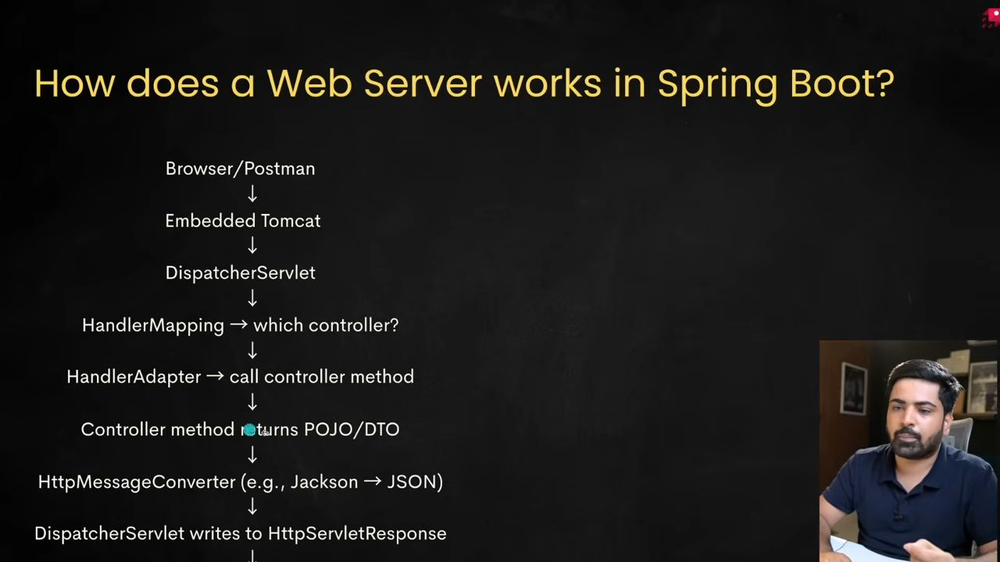 How does a Web Server works in Spring Boot?
Browser/Postman
↓
Embedded Tomcat
↓
DispatcherServlet
↓
HandlerMapping → which controller?
↓
HandlerAdapter → call controller method
↓
Controller method returns POJO/DTO
↓
HttpMessageConverter (e.g., Jackson → JSON)
↓
DispatcherServlet writes to HttpServletResponse
↓